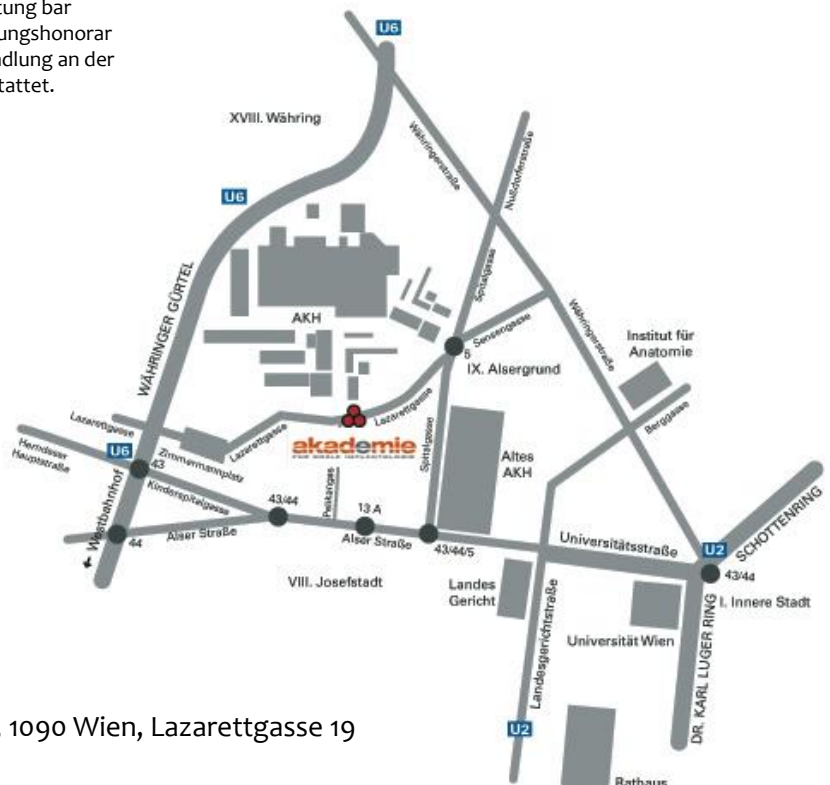 tung bar
ungshonorar
dlung an der
tattet.
U6
XVIII. Währing
Währingerstraße
Nußdorferstraße
U6
WÄHRINGER GÜRTEL
Spitalgasse
AKH
Sensengasse
5
IX. Alsergrund
Währingerstraße
Institut für
Anatomie
Berggasse
Lazarettgasse
Lazarettgasse
Lazarettgasse
akademie
Hernalser
Hauptstraße
U6
43
Zimmermannplatz
Kinderspitalgasse
Spitalgasse
Altes
AKH
Westbahnhof
44
Alser Straße
43/44
Pelikangas
13 A
Alser Straße
43/44/5
Universitätsstraße
U2
SCHOTTENRING
43/44
VIII. Josefstadt
Landes
Gericht
Landesgerichtstraße
I. Innere Stadt
Universität Wien
DR. KARL LUGER RING
U2
1090 Wien, Lazarettgasse 19
Rathaus